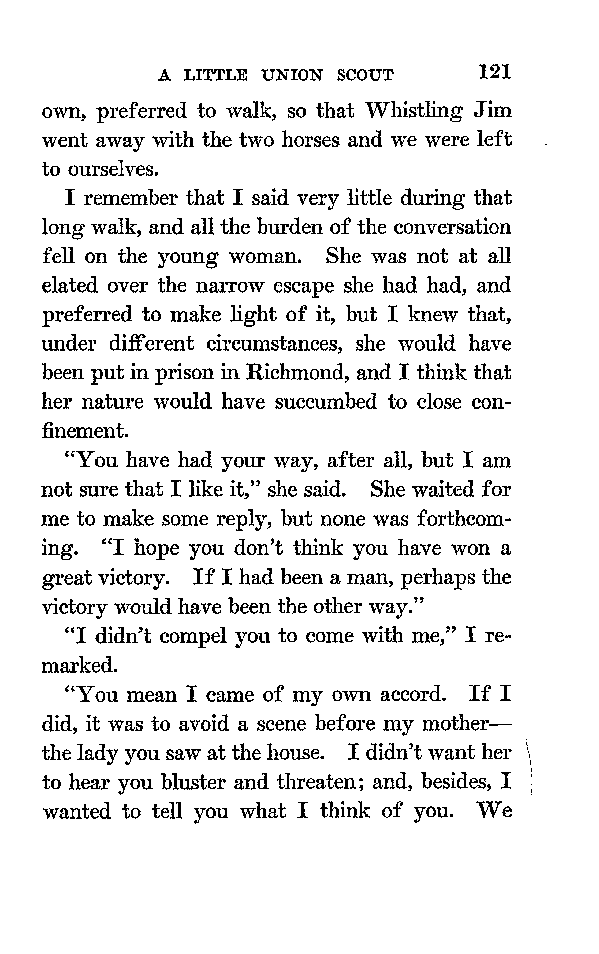 A LITTLE UNION SCOUT 121
own, preferred to walk, so that Whistling Jim
went away with the two horses and we were left
to ourselves.
I remember that I said very little during that
long walk, and all the burden of the conversation
fell on the young woman. She was not at all
elated over the narrow escape she had had, and
preferred to make light of it, but I knew that,
under different circumstances, she would have
been put in prison in Richmond, and I think that
her nature would have succumbed to close con-
finement.
“You have had your way, after all, but I am
not sure that I like it,” she said. She waited for
me to make some reply, but none was forthcom-
ing. “I hope you don’t think you have won a
great victory. If I had been a man, perhaps the
victory would have been the other way.”
“I didn’t compel you to come with me,” I re-
marked.
“You mean I came of my own accord. If I
did, it was to avoid a scene before my mother—
the lady you saw at the house. I didn’t want her
to hear you bluster and threaten; and, besides, I
wanted to tell you what I think of you. We